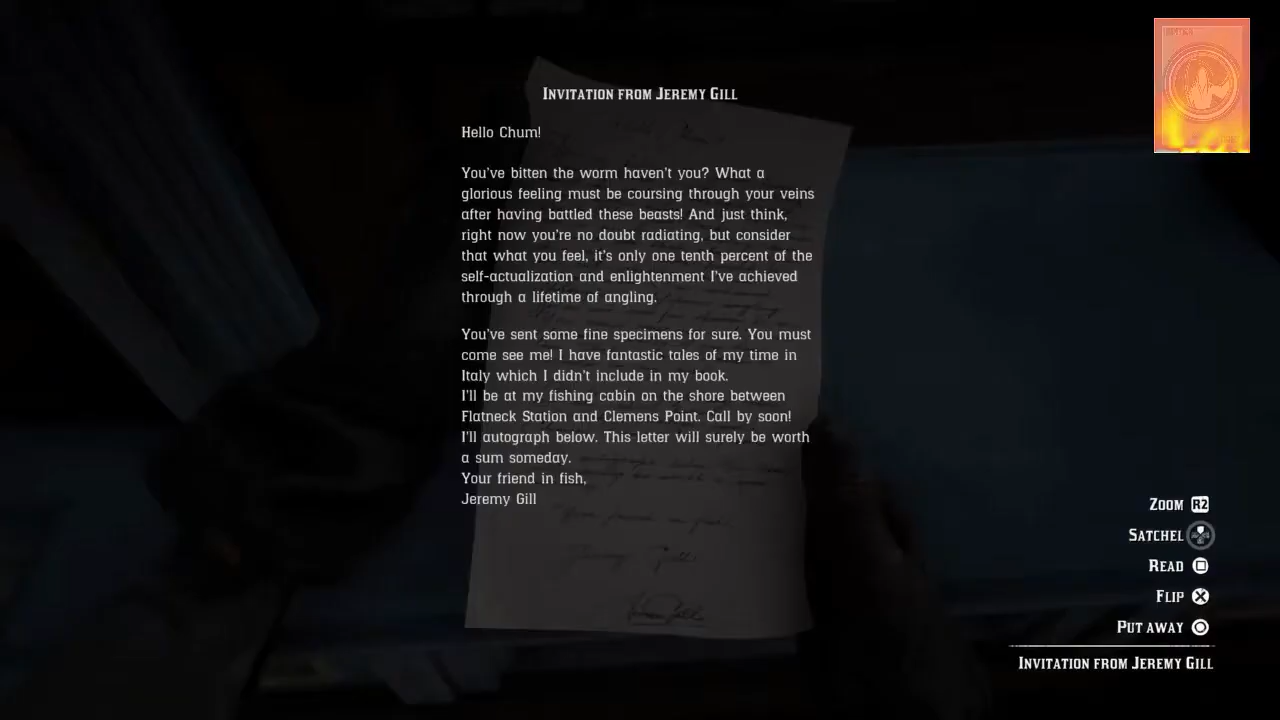 Invitation from Jeremy Gill
Hello Chum!
You've bitten the worm haven't you? What a
glorious feeling must be coursing through your veins
after having battled these beasts! And just think,
right now you're no doubt radiating, but consider
that what you feel, it's only one tenth percent of the
self-actualization and enlightenment I've achieved
through a lifetime of angling.
You've sent some fine specimens for sure. You must
come see me! I have fantastic tales of my time in
Italy which I didn't include in my book.
I'll be at my fishing cabin on the shore between
Flatneck Station and Clemens Point. Call by soon!
I'll autograph below. This letter will surely be worth
a sum someday.
Your friend in fish,
Jeremy Gill
Zoom R2
Satchel
Read
Flip
Put away
Invitation from Jeremy Gill